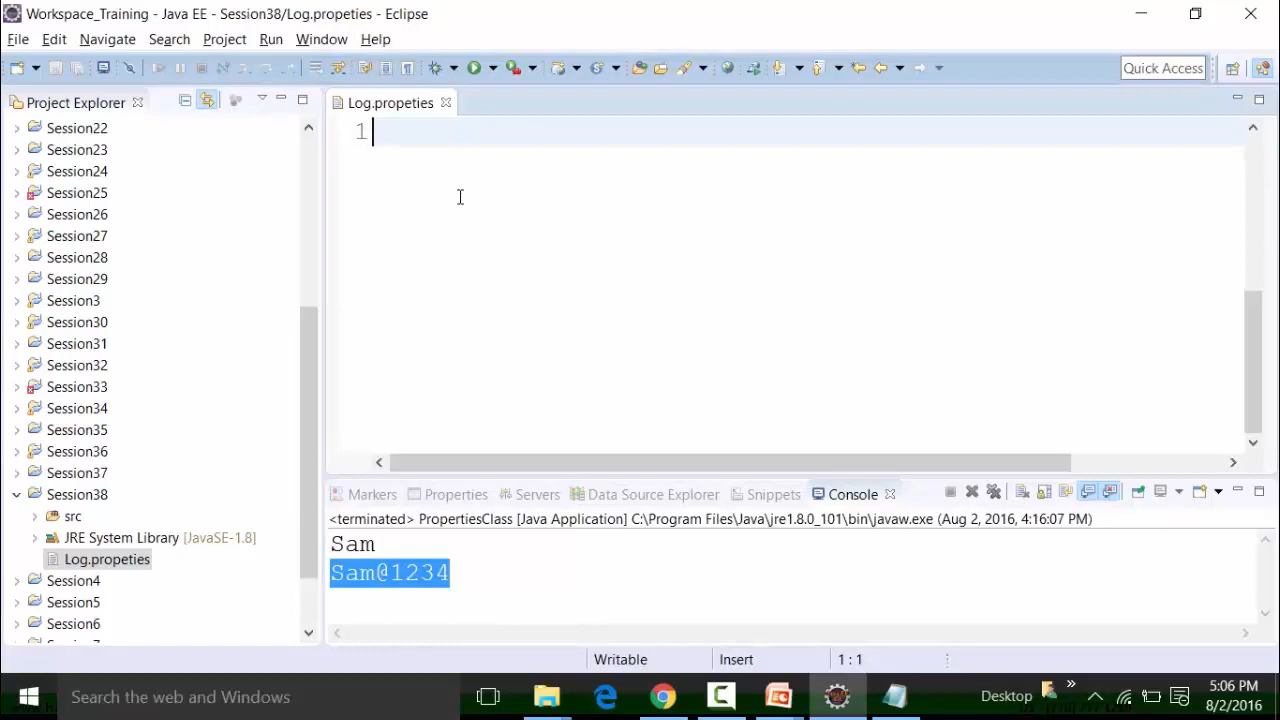 Workspace_Training - Java EE - Session38/Log.propeties - Eclipse
File Edit Navigate Search Project Run Window Help
Quick Access
Project Explorer
Log.propeties
Session22
1
Session23
Session24
Session25
Session26
Session27
Session28
Session29
Session3
Session30
Session31
Session32
Session33
Session34
Session35
Session36
Session37
Session38
src
JRE System Library [JavaSE-1.8]
Log.propeties
Session4
Session5
Session6
Markers Properties Servers Data Source Explorer Snippets Console
<terminated> PropertiesClass [Java Application] C:\Program Files\Java\jre1.8.0_101\bin\javaw.exe (Aug 2, 2016, 4:16:07 PM)
Sam
Sam@1234
Writable Insert 1 : 1
Search the web and Windows
Desktop
5:06 PM
8/2/2016